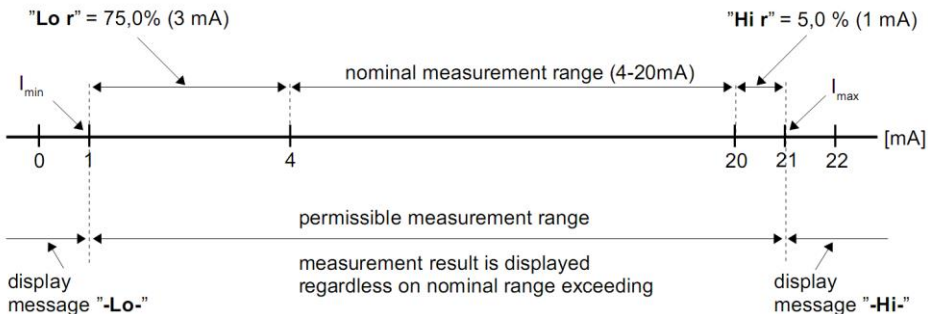 "Lo r" = 75,0% (3 mA)
"Hi r" = 5,0 % (1 mA)
nominal measurement range (4-20mA)
I min
I max
[mA]
0 1 4 20 21 22
permissible measurement range
measurement result is displayed
regardless on nominal range exceeding
display
message "-Lo-"
display
message "-Hi-"